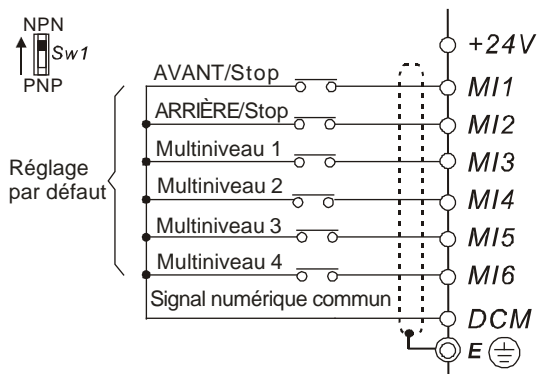 NPN
Sw1
PNP
+24V
AVANT/Stop
MI1
ARRIÈRE/Stop
MI2
Multiniveau 1
MI3
Réglage
par défaut
Multiniveau 2
MI4
Multiniveau 3
MI5
Multiniveau 4
MI6
Signal numérique commun
DCM
E